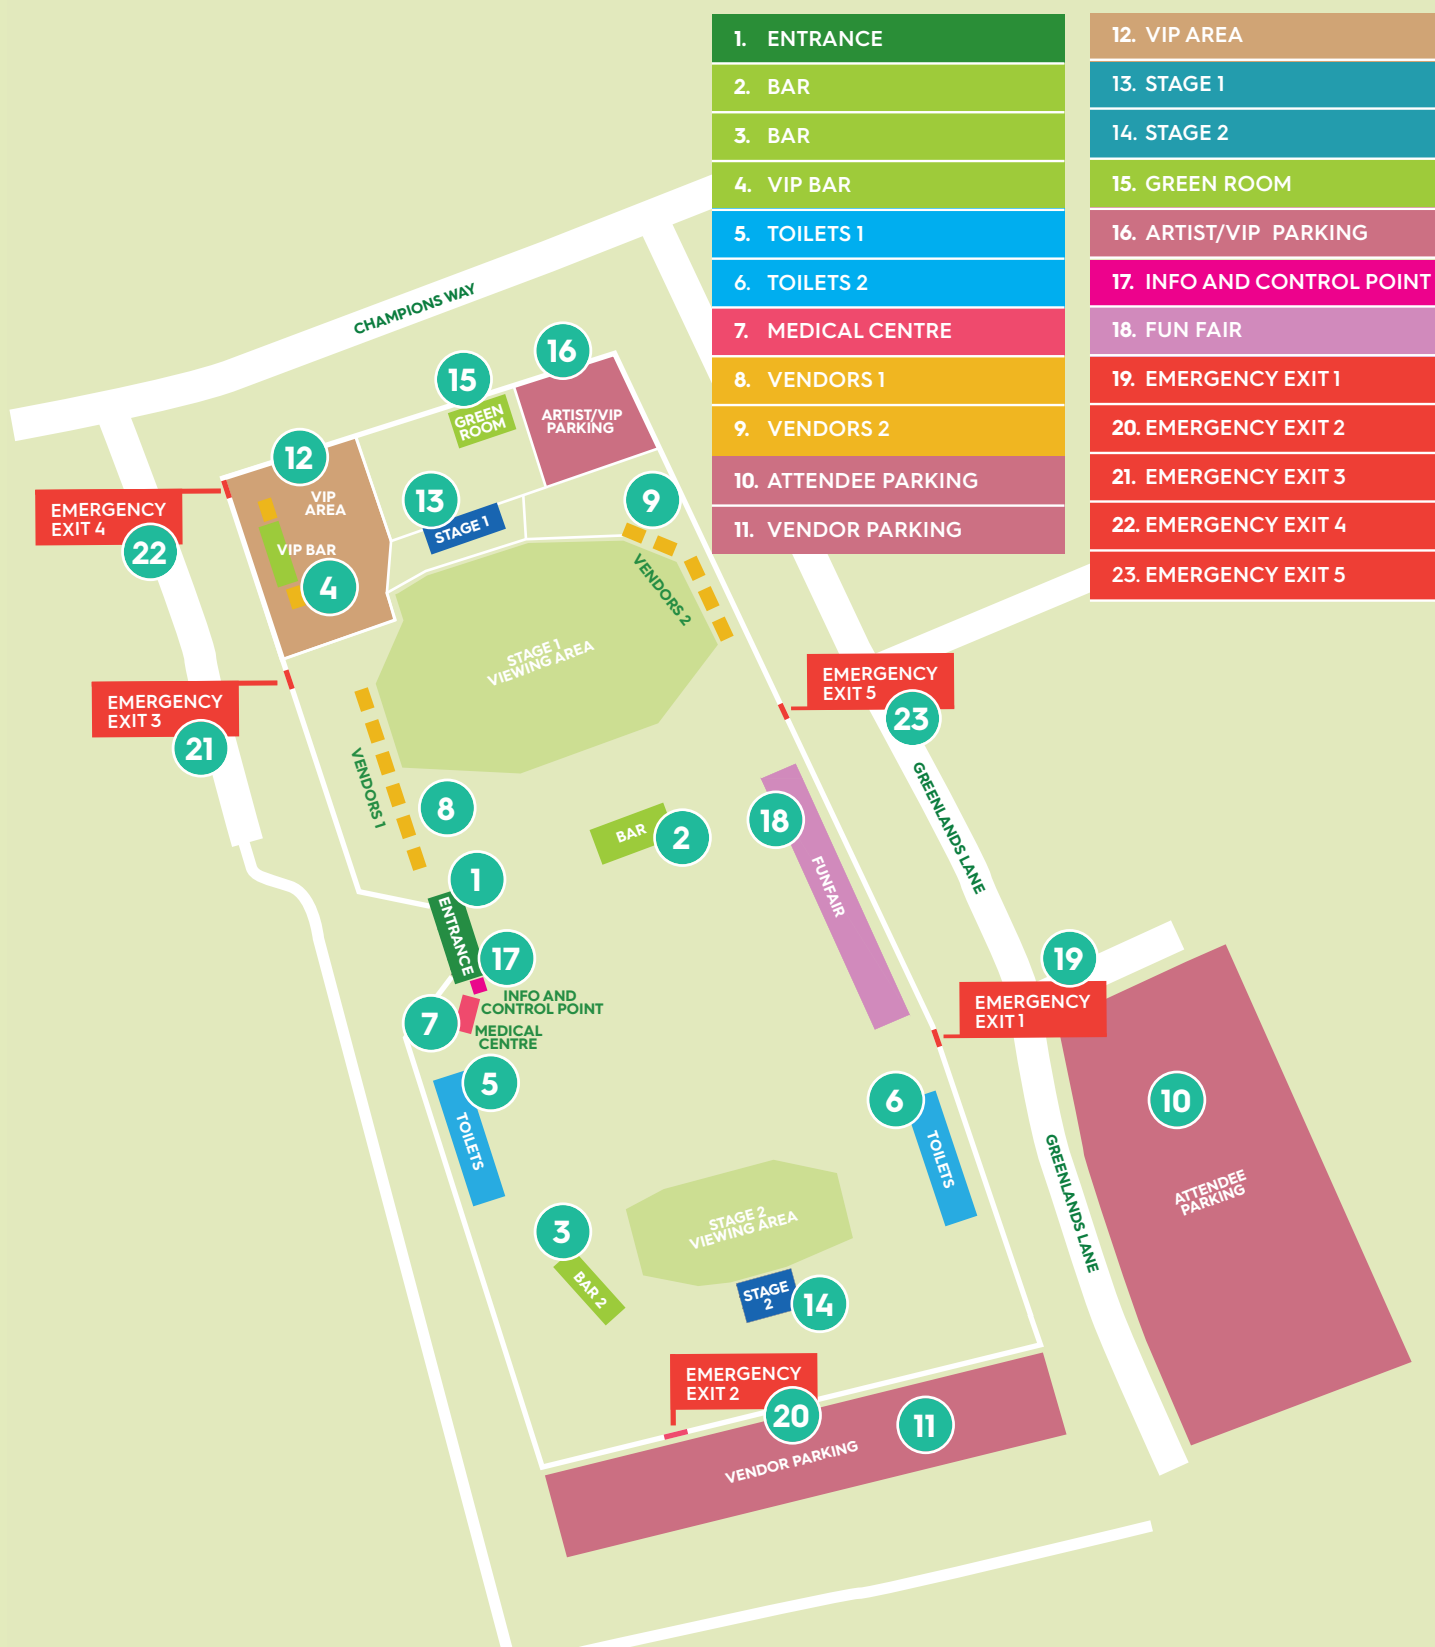 1. ENTRANCE
2. BAR
3. BAR
4. VIP BAR
5. TOILETS 1
6. TOILETS 2
7. MEDICAL CENTRE
8. VENDORS 1
9. VENDORS 2
10. ATTENDEE PARKING
11. VENDOR PARKING
12. VIP AREA
13. STAGE 1
14. STAGE 2
15. GREEN ROOM
16. ARTIST/VIP PARKING
17. INFO AND CONTROL POINT
18. FUN FAIR
19. EMERGENCY EXIT 1
20. EMERGENCY EXIT 2
21. EMERGENCY EXIT 3
22. EMERGENCY EXIT 4
23. EMERGENCY EXIT 5
CHAMPIONS WAY
16
15
GREEN
ROOM
ARTIST/VIP
PARKING
12
VIP
AREA
13
STAGE 1
9
VENDORS 2
EMERGENCY
EXIT 4
22
VIP BAR
4
STAGE 1
VIEWING AREA
EMERGENCY
EXIT 3
21
EMERGENCY
EXIT 5
23
VENDORS 1
8
BAR
2
18
FUNFAIR
GREENLANDS LANE
1
ENTRANCE
17
INFO AND
CONTROL POINT
7
MEDICAL
CENTRE
19
EMERGENCY
EXIT 1
5
TOILETS
6
TOILETS
10
ATTENDEE
PARKING
GREENLANDS LANE
3
BAR 2
STAGE 2
VIEWING AREA
STAGE
2
14
EMERGENCY
EXIT 2
20
11
VENDOR PARKING